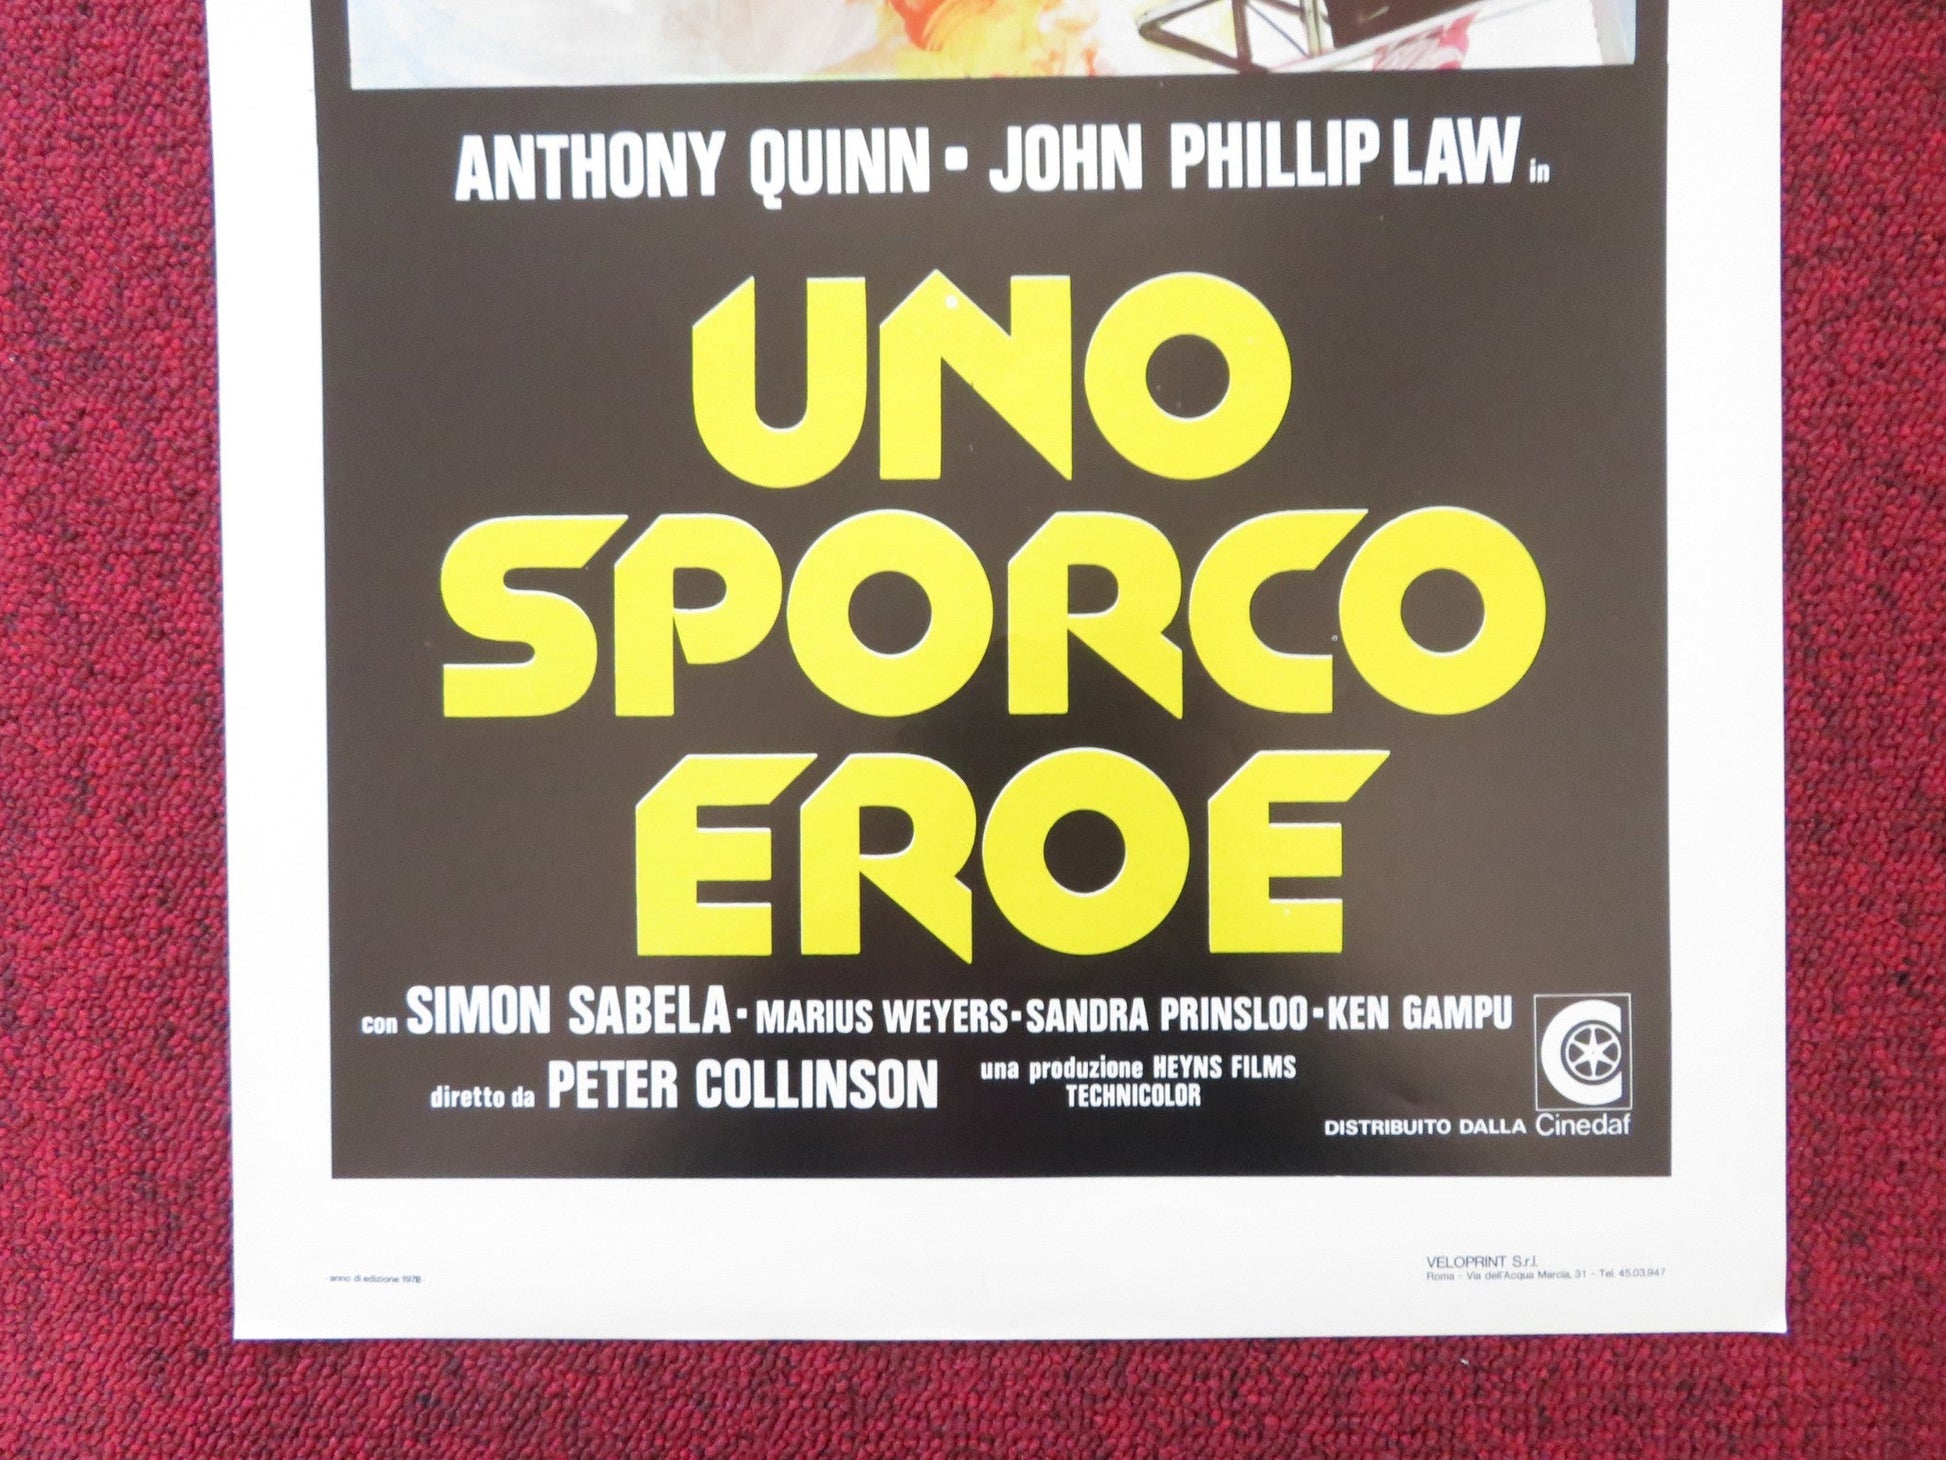 ANTHONY QUINN • JOHN PHILLIP LAW in
UNO
SPORCO
EROE
con SIMON SABELA • MARIUS WEYERS • SANDRA PRINSLOO • KEN GAMPU
diretto da PETER COLLINSON
una produzione HEYNS FILMS
TECHNICOLOR
DISTRIBUITO DALLA Cinedaf
- anno di edizione 1978 -
VELOPRINT S.r.l.
Roma - Via dell'Acqua Marcia, 31 - Tel. 45.03.947